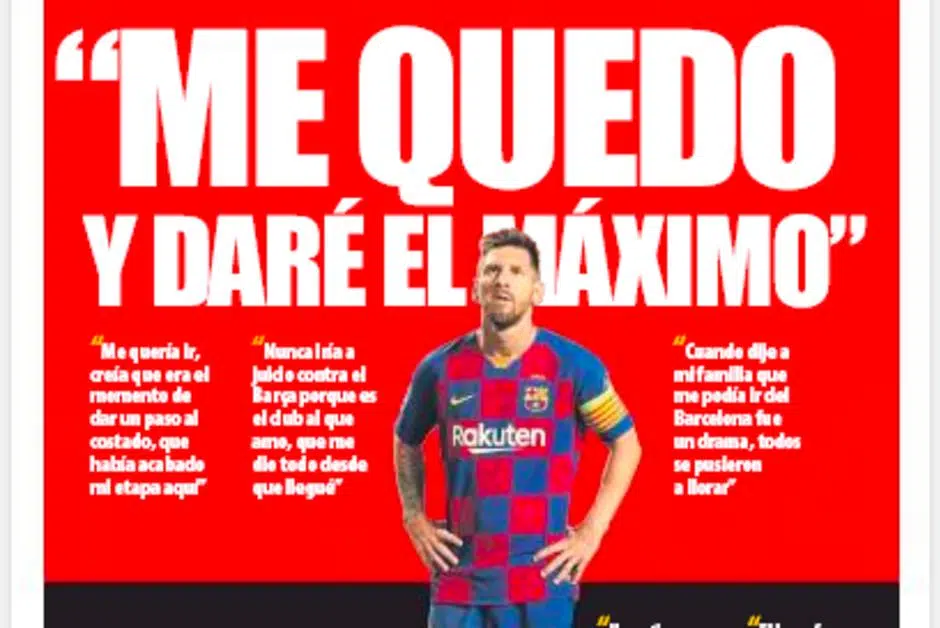 “ME QUEDO
Y DARÉ EL MÁXIMO”
“Me quería ir,
creía que era el
momento de
dar un paso al
costado, que
había acabado
mi etapa aquí”
“Nunca iría a
juicio contra el
Barça porque es
el club al que
amo, que me
dio todo desde
que llegué”
“Cuando dije a
mi familia que
me podía ir del
Barcelona fue
un drama, todos
se pusieron
a llorar”
Rakuten